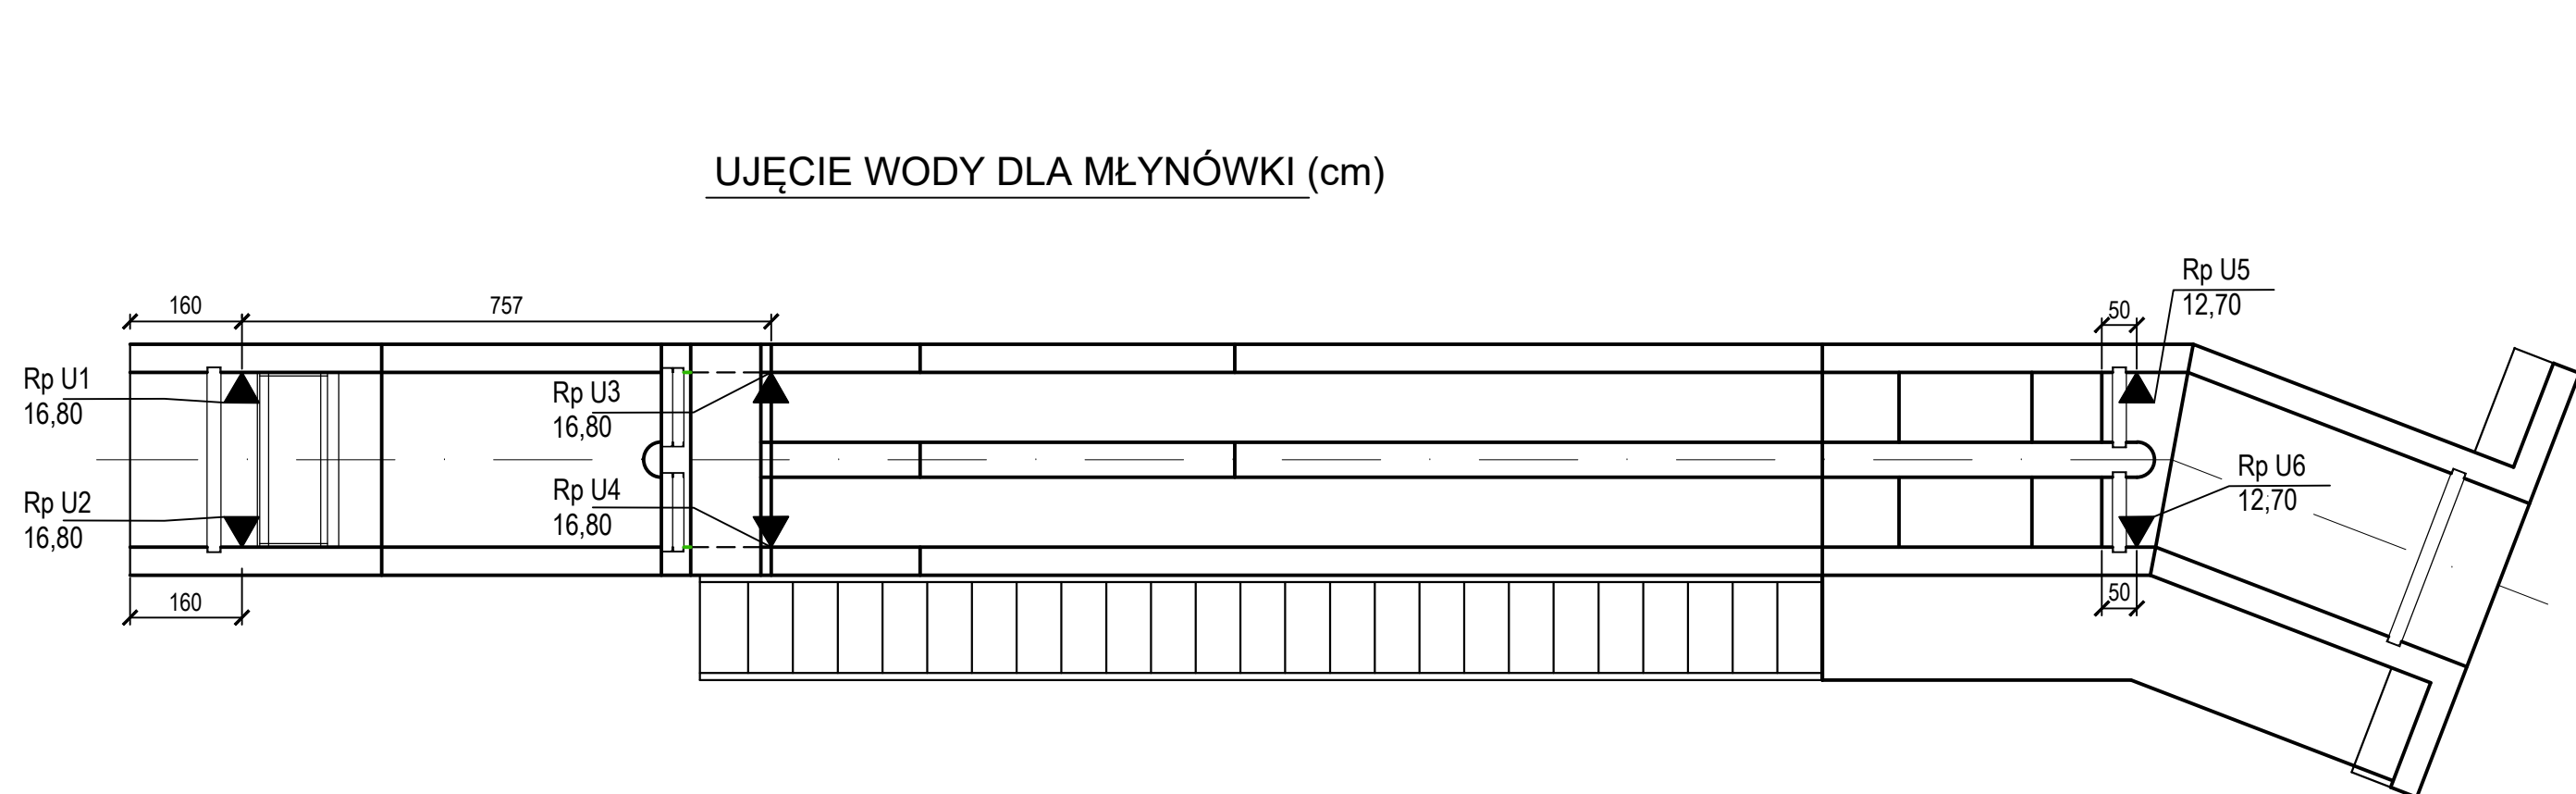 UJĘCIE WODY DLA MŁYNÓWKI (cm)
160
757
50
Rp U5
12,70
Rp U1
16,80
Rp U3
16,80
Rp U2
16,80
Rp U4
16,80
Rp U6
12,70
160
50